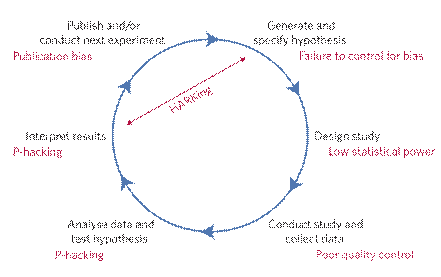 Publish and/or
conduct next experiment
Publication bias
Generate and
specify hypothesis
Failure to control for bias
HARKing
Interpret results
P-hacking
Design study
Low statistical power
Analyse data and
test hypothesis
P-hacking
Conduct study and
collect data
Poor quality control